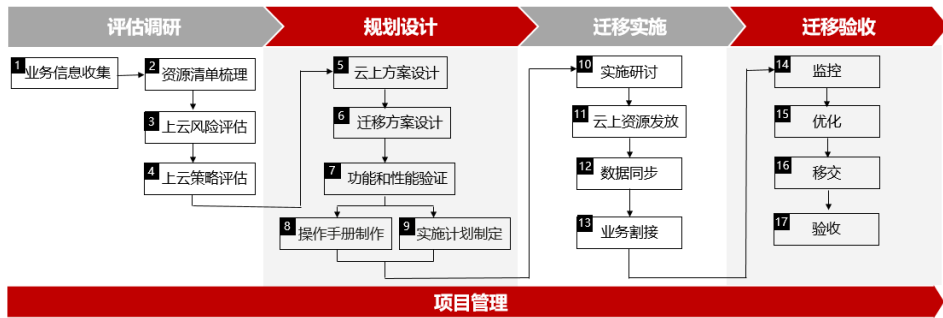 评估调研
规划设计
迁移实施
迁移验收
1 业务信息收集
2 资源清单梳理
3 上云风险评估
4 上云策略评估
5 云上方案设计
6 迁移方案设计
7 功能和性能验证
8 操作手册制作
9 实施计划制定
10 实施研讨
11 云上资源发放
12 数据同步
13 业务割接
14 监控
15 优化
16 移交
17 验收
项目管理